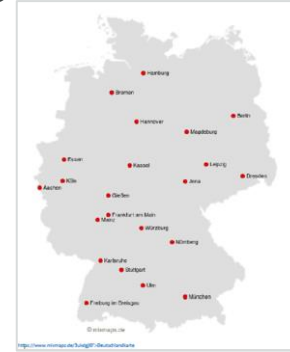 Hamburg
Bremen
Berlin
Hannover
Magdeburg
Essen
Kassel
Leipzig
Köln
Dresden
Aachen
Jena
Gießen
Frankfurt am Main
Mainz
Würzburg
Nürnberg
Karlsruhe
Stuttgart
Ulm
München
Freiburg im Breisgau
© mixmaps.de